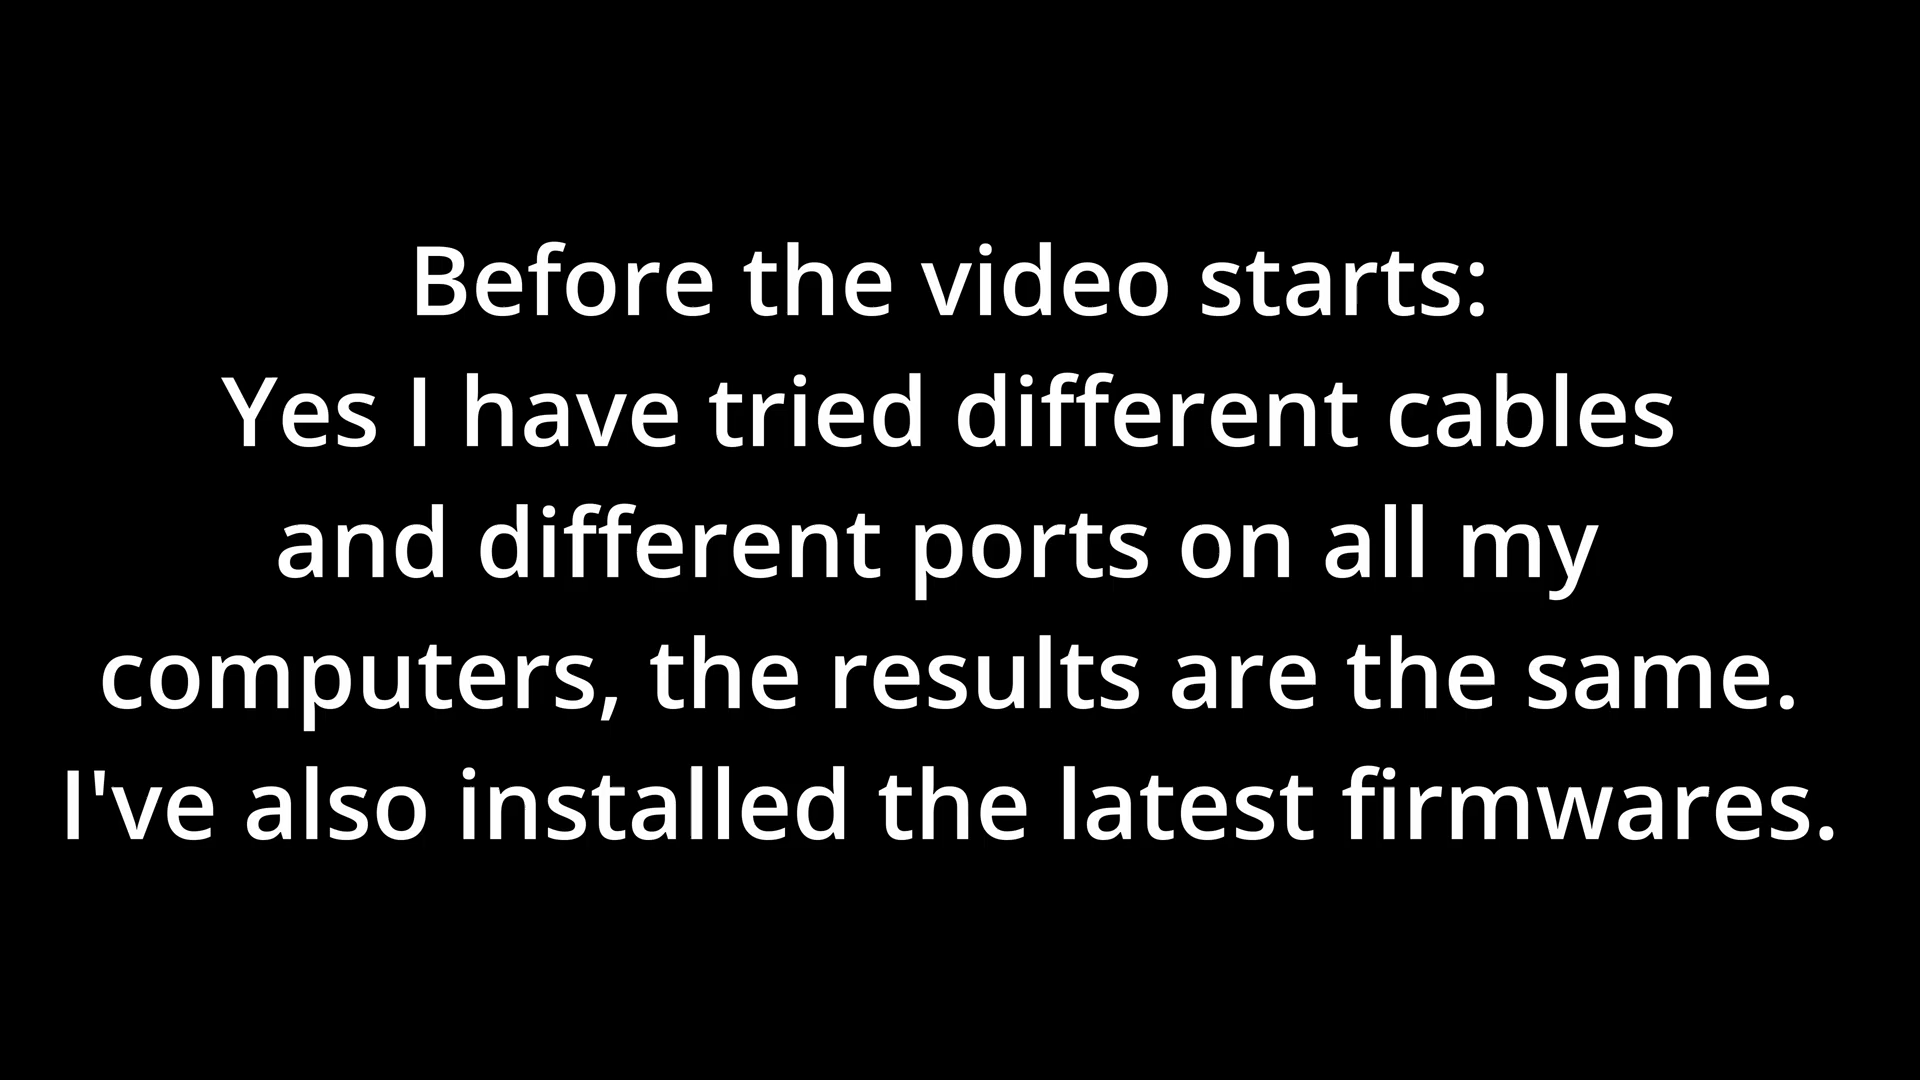 Before the video starts:
Yes I have tried different cables
and different ports on all my
computers, the results are the same.
I've also installed the latest firmwares.